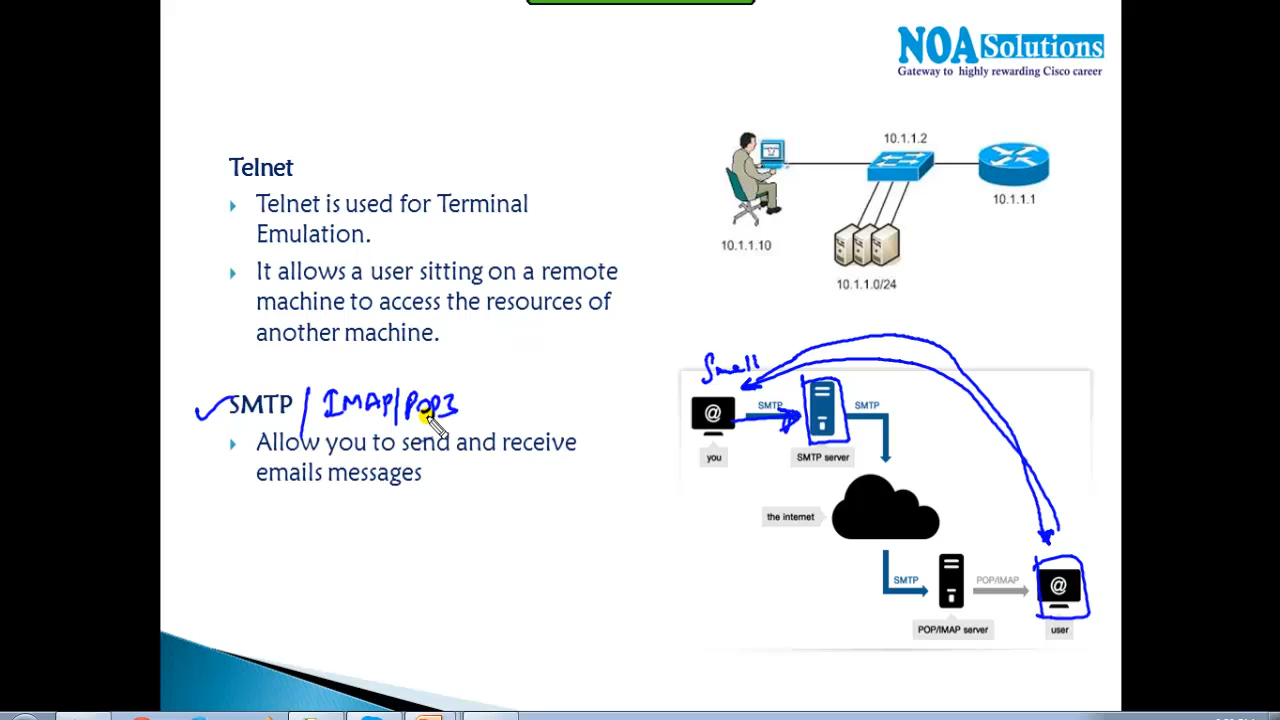 NOA Solutions
Gateway to highly rewarding Cisco career
Telnet
Telnet is used for Terminal
Emulation.
It allows a user sitting on a remote
machine to access the resources of
another machine.
SMTP / IMAP/POP3
Allow you to send and receive
emails messages
10.1.1.2
10.1.1.1
10.1.1.10
10.1.1.0/24
@
SMTP
SMTP
you
SMTP server
the internet
SMTP
POP/IMAP
@
POP/IMAP server
user